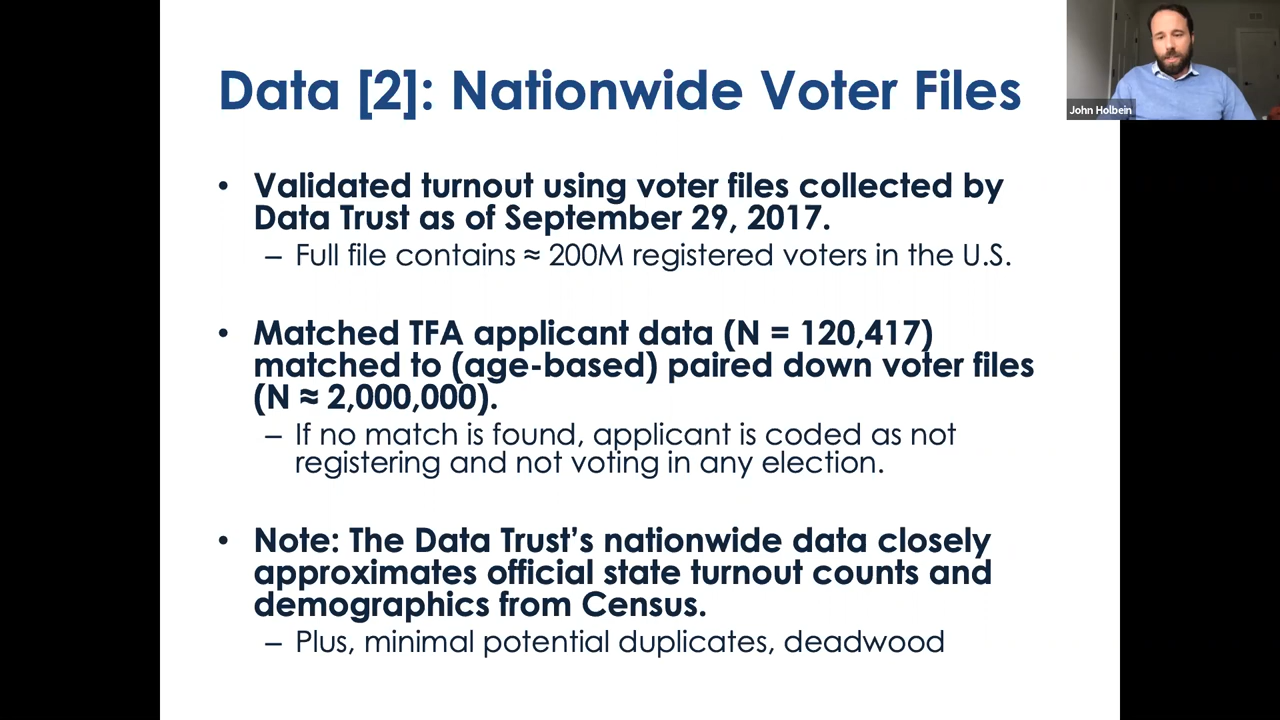 Data [2]: Nationwide Voter Files
John Holbein
• Validated turnout using voter files collected by
Data Trust as of September 29, 2017.
– Full file contains ≈ 200M registered voters in the U.S.
• Matched TFA applicant data (N = 120,417)
matched to (age-based) paired down voter files
(N ≈ 2,000,000).
– If no match is found, applicant is coded as not
registering and not voting in any election.
• Note: The Data Trust’s nationwide data closely
approximates official state turnout counts and
demographics from Census.
– Plus, minimal potential duplicates, deadwood